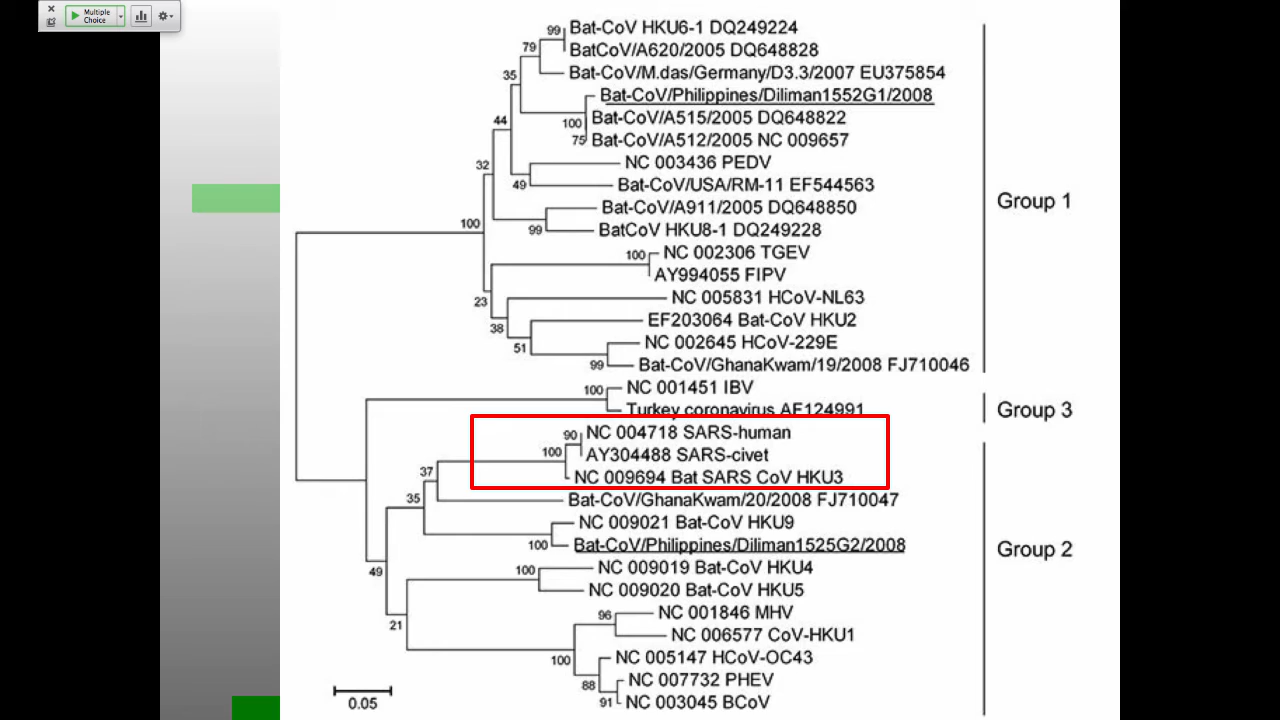 Multiple
Choice
99
Bat-CoV HKU6-1 DQ249224
79
BatCoV/A620/2005 DQ648828
35
Bat-CoV/M.das/Germany/D3.3/2007 EU375854
Bat-CoV/Philippines/Diliman1552G1/2008
44
100
Bat-CoV/A515/2005 DQ648822
75
Bat-CoV/A512/2005 NC 009657
32
NC 003436 PEDV
49
Bat-CoV/USA/RM-11 EF544563
Group 1
Bat-CoV/A911/2005 DQ648850
100
99
BatCoV HKU8-1 DQ249228
100
NC 002306 TGEV
AY994055 FIPV
23
NC 005831 HCoV-NL63
38
EF203064 Bat-CoV HKU2
51
NC 002645 HCoV-229E
99
Bat-CoV/GhanaKwam/19/2008 FJ710046
100
NC 001451 IBV
Turkey coronavirus AF124991
Group 3
90
NC 004718 SARS-human
100
AY304488 SARS-civet
37
NC 009694 Bat SARS CoV HKU3
35
Bat-CoV/GhanaKwam/20/2008 FJ710047
NC 009021 Bat-CoV HKU9
100
Bat-CoV/Philippines/Diliman1525G2/2008
Group 2
49
100
NC 009019 Bat-CoV HKU4
NC 009020 Bat-CoV HKU5
21
96
NC 001846 MHV
NC 006577 CoV-HKU1
100
NC 005147 HCoV-OC43
88
NC 007732 PHEV
91
NC 003045 BCoV
0.05